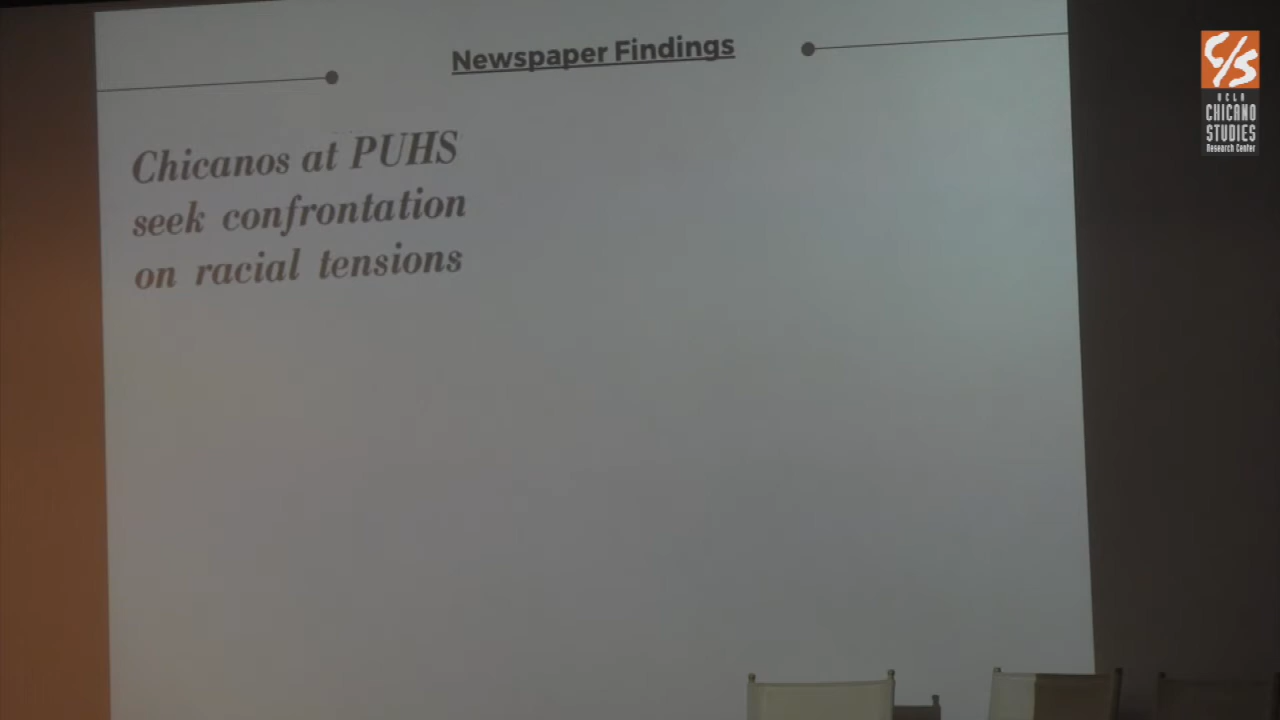 Newspaper Findings
Chicanos at PUHS
seek confrontation
on racial tensions
C/S
UCLA
CHICANO
STUDIES
Research Center